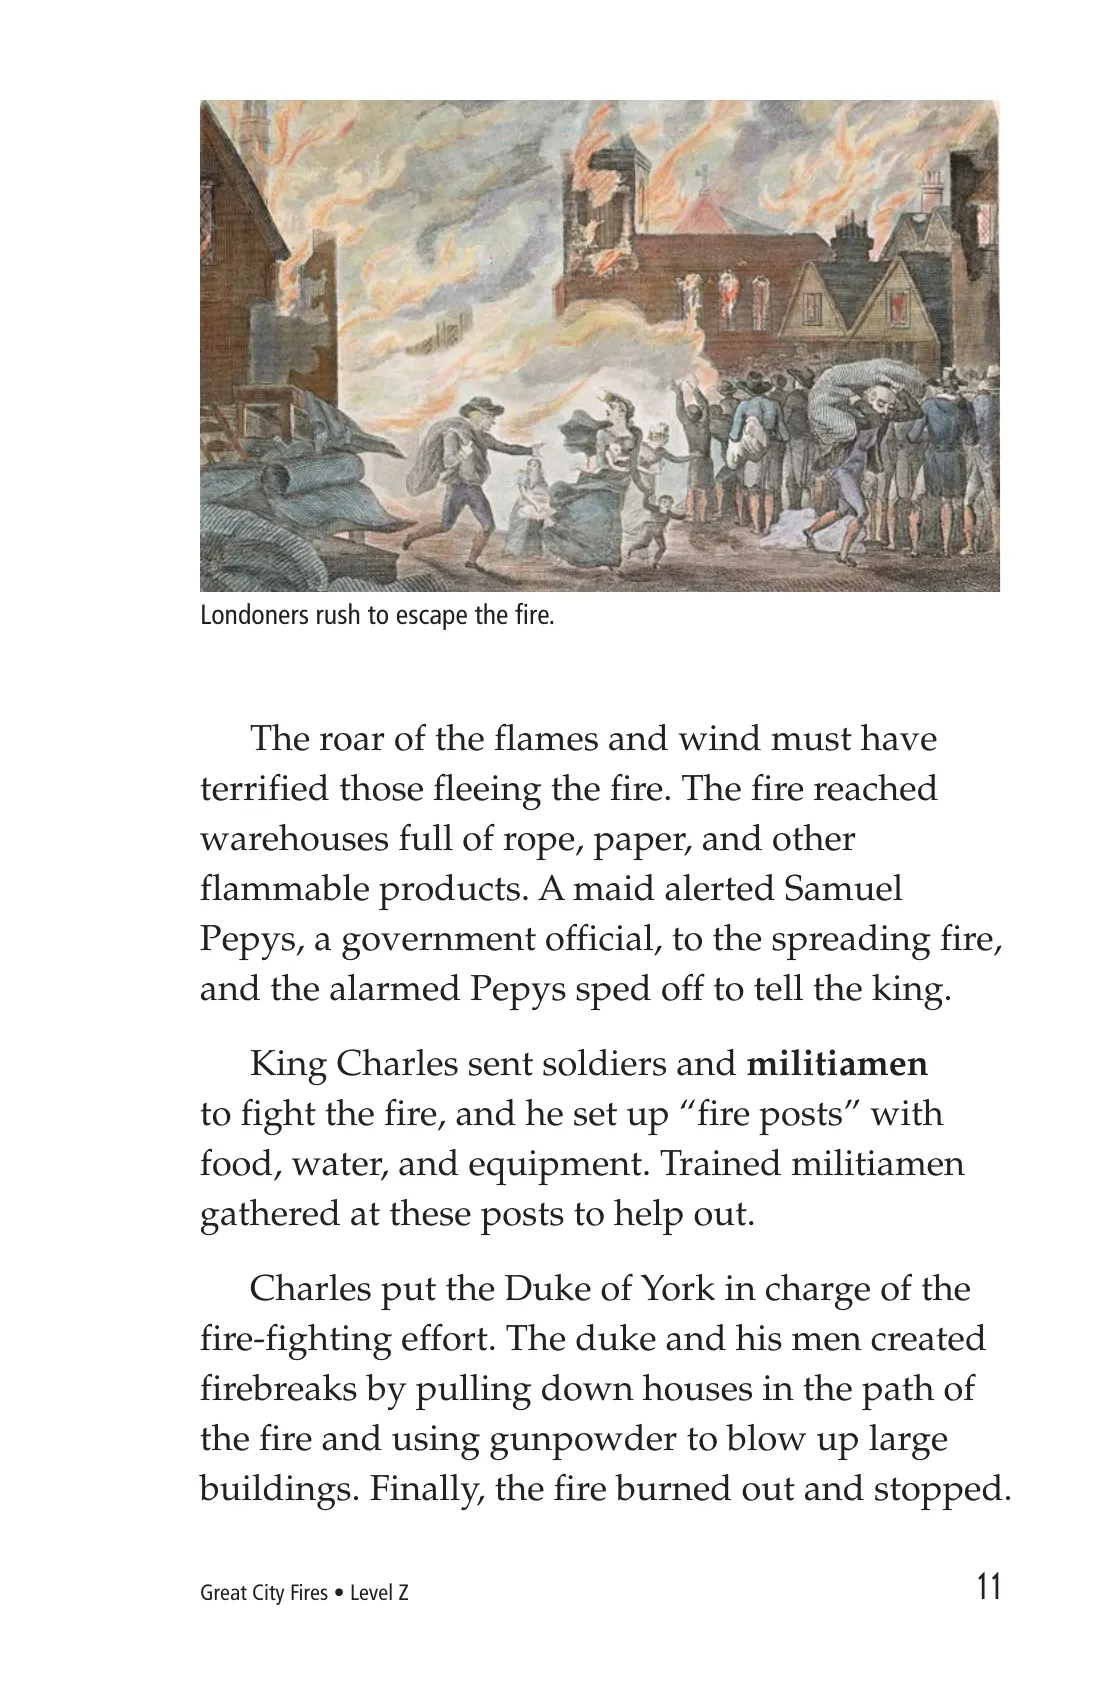 Londoners rush to escape the fire.
The roar of the flames and wind must have
terrified those fleeing the fire. The fire reached
warehouses full of rope, paper, and other
flammable products. A maid alerted Samuel
Pepys, a government official, to the spreading fire,
and the alarmed Pepys sped off to tell the king.
King Charles sent soldiers and militiamen
to fight the fire, and he set up “fire posts” with
food, water, and equipment. Trained militiamen
gathered at these posts to help out.
Charles put the Duke of York in charge of the
fire-fighting effort. The duke and his men created
firebreaks by pulling down houses in the path of
the fire and using gunpowder to blow up large
buildings. Finally, the fire burned out and stopped.
Great City Fires • Level Z
11